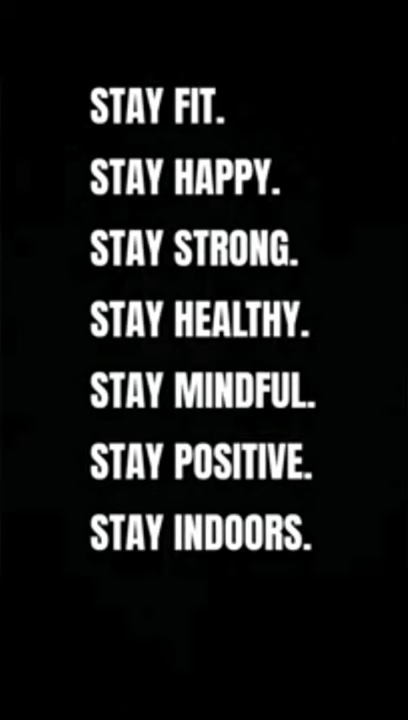 STAY FIT.
STAY HAPPY.
STAY STRONG.
STAY HEALTHY.
STAY MINDFUL.
STAY POSITIVE.
STAY INDOORS.